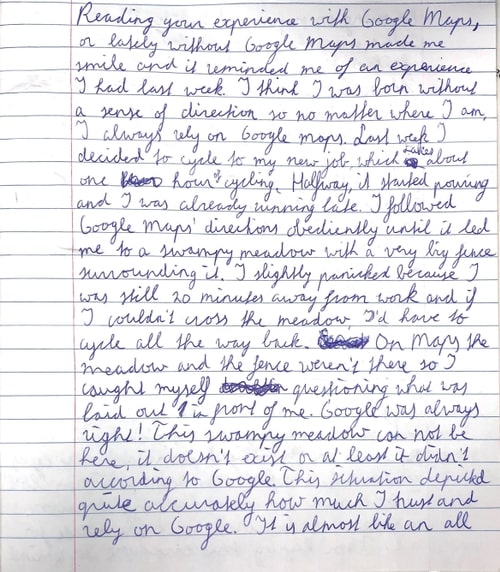 Reading your experience with Google Maps,
or lately without Google Maps made me
smile and it reminded me of an experience
I had last week. I think I was born without
a sense of direction so no matter where I am,
I always rely on Google maps. Last week I
decided to cycle to my new job which takes about
one hour of cycling. Halfway, it started pouring
and I was already running late. I followed
Google Maps' directions obediently until it led
me to a swampy meadow with a very big fence
surrounding it. I slightly panicked because I
was still 20 minutes away from work and if
I couldn't cross the meadow I'd have to
cycle all the way back. On Maps the
meadow and the fence weren't there so I
caught myself questioning what was
laid out in front of me. Google was always
right! This swampy meadow can not be
here, it doesn't exist or at least it didn't
according to Google. This situation depicted
quite accurately how much I trust and
rely on Google. It is almost like an all